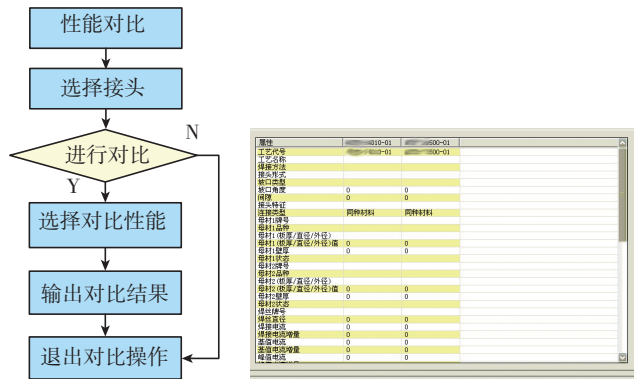 性能对比
选择接头
进行对比
N
Y
选择对比性能
输出对比结果
退出对比操作
属性 010-01 500-01
工艺代号 010-01 500-01
工艺名称
焊接方法
接头形式
坡口类型
坡口角度 0 0
间隙 0 0
接头特征
连接类型 同种材料 同种材料
母材1牌号
母材1品种
母材1(板厚/直径/外径)
母材1(板厚/直径/外径)值 0 0
母材1壁厚 0 0
母材1状态
母材2牌号
母材2品种
母材2(板厚/直径/外径)
母材2(板厚/直径/外径)值 0 0
母材2壁厚 0 0
母材2状态
焊丝牌号
焊丝直径 0 0
焊接电流 0 0
焊接电流增量 0 0
基值电流 0 0
基值电流增量 0 0
峰值电流 0 0